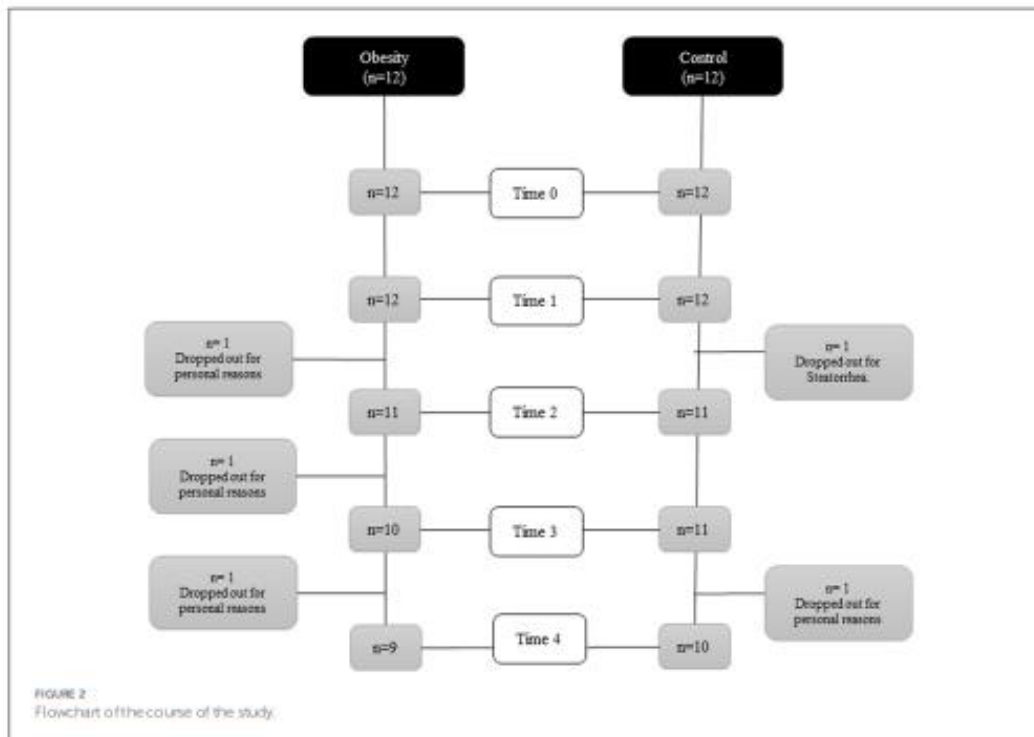 Obesity
(n=12)
Control
(n=12)
n=12
Time 0
n=12
n=12
Time 1
n=12
n= 1
Dropped out for
personal reasons
n= 1
Dropped out for
Steatorrhea.
n=11
Time 2
n=11
n= 1
Dropped out for
personal reasons
n=10
Time 3
n=11
n= 1
Dropped out for
personal reasons
n= 1
Dropped out for
personal reasons
n=9
Time 4
n=10
FIGURE 2
Flowchart of the course of the study.